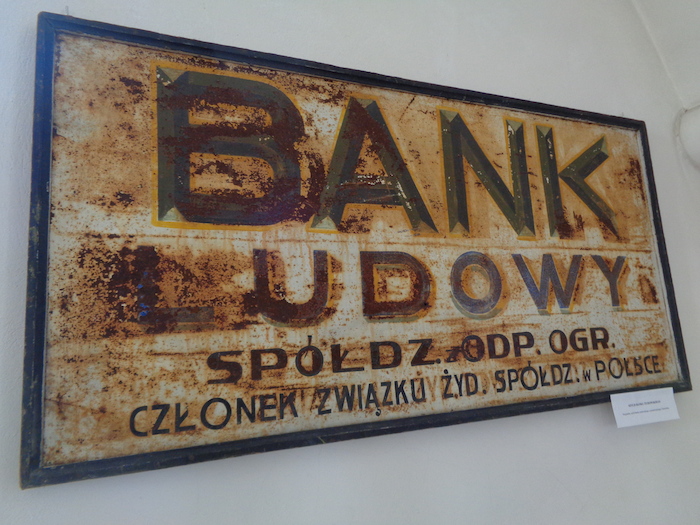 BANK
LUDOWY
SPÓŁDZ. z ODP. OGR.
CZŁONEK ZWIĄZKU ŻYD. SPÓŁDZ. w POLSCE